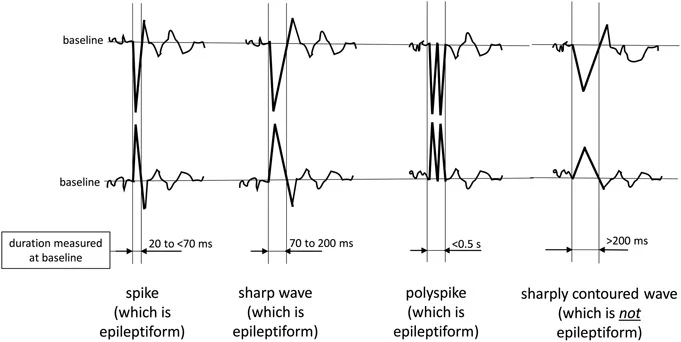 baseline
baseline
duration measured
at baseline
20 to <70 ms
70 to 200 ms
<0.5 s
>200 ms
spike
(which is
epileptiform)
sharp wave
(which is
epileptiform)
polyspike
(which is
epileptiform)
sharply contoured wave
(which is not
epileptiform)